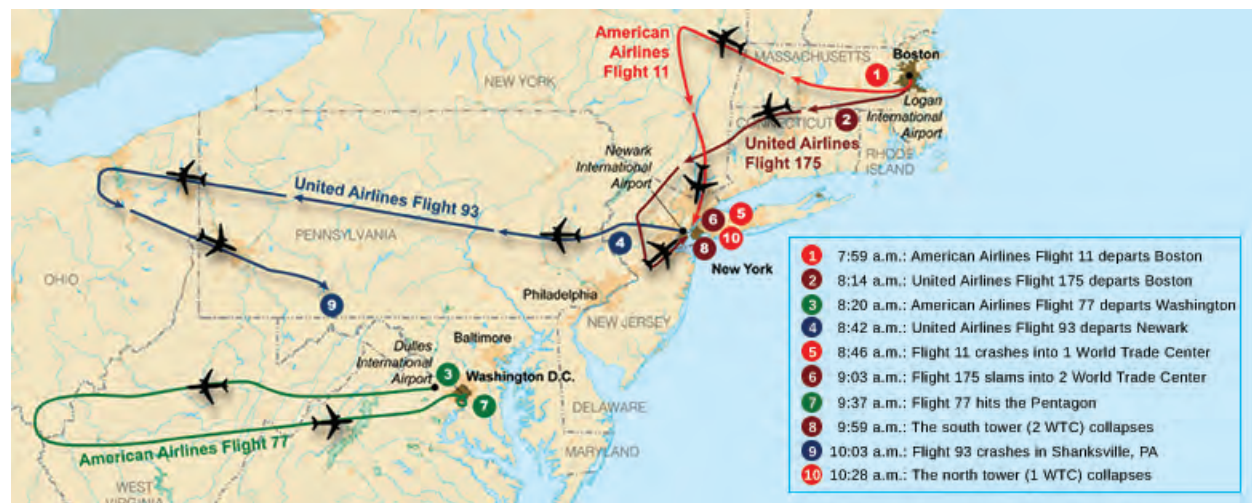 American
Airlines
Flight 11
NEW YORK
MASSACHUSETTS
Boston
1
Logan
International
Airport
CONNECTICUT
2
RHODE
ISLAND
United Airlines
Flight 175
Newark
International
Airport
United Airlines Flight 93
PENNSYLVANIA
4
6
5
8
10
New York
OHIO
9
Philadelphia
NEW JERSEY
Baltimore
Dulles
International
Airport
3
Washington D.C.
7
DELAWARE
American Airlines Flight 77
MARYLAND
WEST
VIRGINIA
1 7:59 a.m.: American Airlines Flight 11 departs Boston
2 8:14 a.m.: United Airlines Flight 175 departs Boston
3 8:20 a.m.: American Airlines Flight 77 departs Washington
4 8:42 a.m.: United Airlines Flight 93 departs Newark
5 8:46 a.m.: Flight 11 crashes into 1 World Trade Center
6 9:03 a.m.: Flight 175 slams into 2 World Trade Center
7 9:37 a.m.: Flight 77 hits the Pentagon
8 9:59 a.m.: The south tower (2 WTC) collapses
9 10:03 a.m.: Flight 93 crashes in Shanksville, PA
10 10:28 a.m.: The north tower (1 WTC) collapses